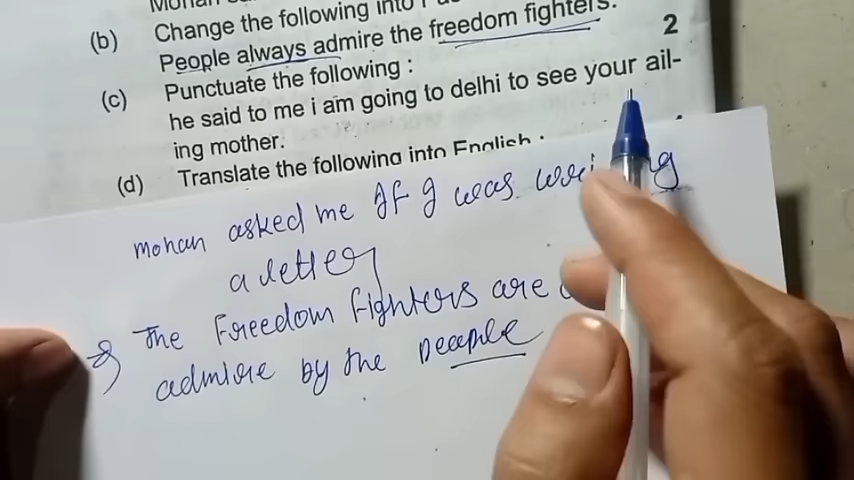 (b) Change the following into
People always admire the freedom fighters.
2
(c) Punctuate the following :
he said to me i am going to delhi to see your ail-
ing mother.
(d) Translate the following into English :
mohan asked me If I was
a letter
The Freedom fighters are
admire by the peaple